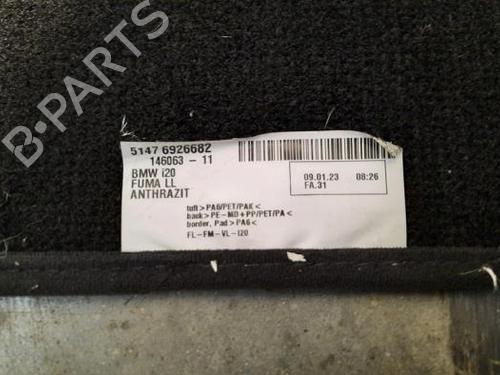 B-PARTS
5147 6926682
146063 - 11
BMW i20
FUMA LL
ANTHRAZIT
09.01.23 08:26
FA.31
tuft > PA6/PET/PAK <
back > PE-MD+PP/PET/PA <
border, Pad > PA6 <
FL-FM-VL-I20